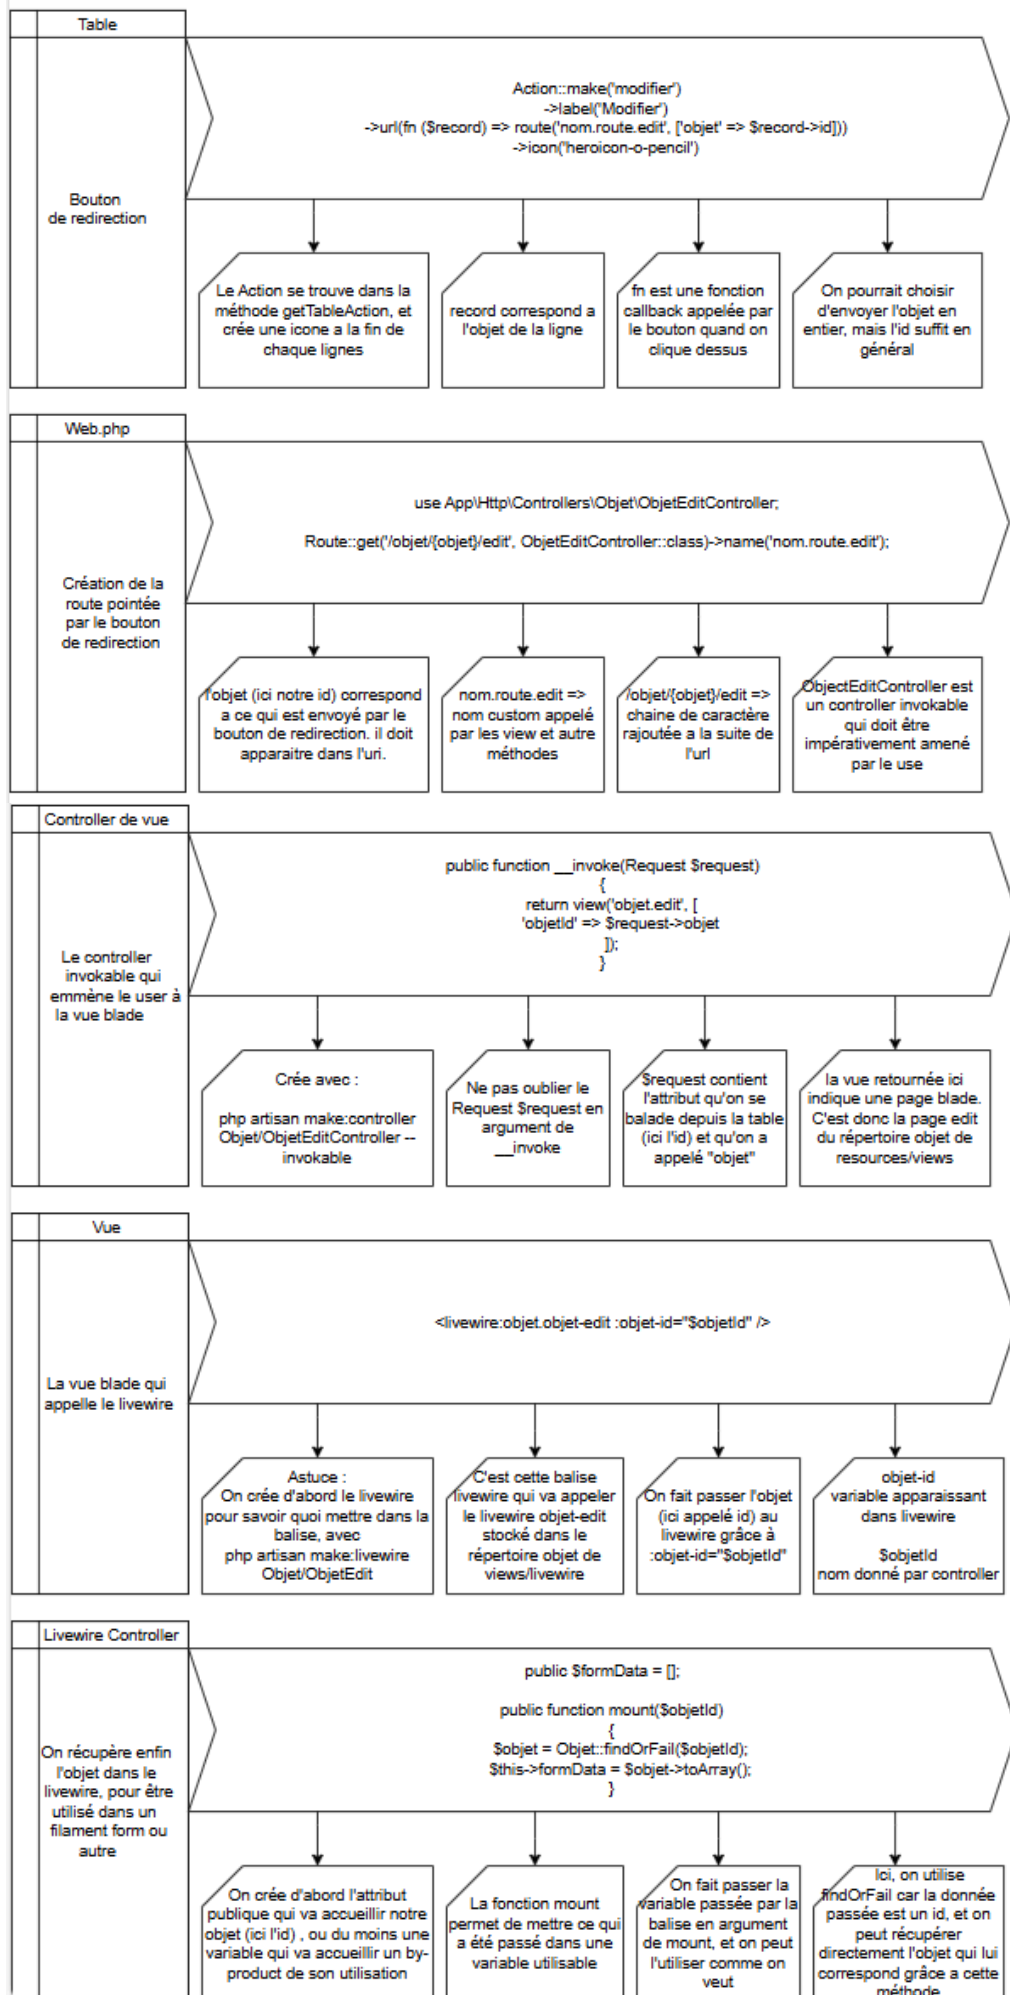 Table
Bouton
de redirection
Action::make('modifier')
->label('Modifier')
->url(fn ($record) => route('nom.route.edit', ['objet' => $record->id]))
->icon('heroicon-o-pencil')
Le Action se trouve dans la
méthode getTableAction, et
crée une icone a la fin de
chaque lignes
record correspond a
l'objet de la ligne
fn est une fonction
callback appelée par
le bouton quand on
clique dessus
On pourrait choisir
d'envoyer l'objet en
entier, mais l'id suffit en
général
Web.php
Création de la
route pointée
par le bouton
de redirection
use App\Http\Controllers\Objet\ObjetEditController;
Route::get('/objet/{objet}/edit', ObjetEditController::class)->name('nom.route.edit');
l'objet (ici notre id) correspond
a ce qui est envoyé par le
bouton de redirection. il doit
apparaitre dans l'uri.
nom.route.edit =>
nom custom appelé
par les view et autre
méthodes
/objet/{objet}/edit =>
chaine de caractère
rajoutée a la suite de
l'url
ObjectEditController est
un controller invokable
qui doit être
impérativement amené
par le use
Controller de vue
Le controller
invokable qui
emmène le user à
la vue blade
public function __invoke(Request $request)
{
return view('objet.edit', [
'objetId' => $request->objet
]);
}
Crée avec :
php artisan make:controller
Objet/ObjetEditController --
invokable
Ne pas oublier le
Request $request en
argument de
__invoke
$request contient
l'attribut qu'on se
balade depuis la table
(ici l'id) et qu'on a
appelé "objet"
la vue retournée ici
indique une page blade.
C'est donc la page edit
du répertoire objet de
resources/views
Vue
La vue blade qui
appelle le livewire
<livewire:objet.objet-edit :objet-id="$objetId" />
Astuce :
On crée d'abord le livewire
pour savoir quoi mettre dans la
balise, avec
php artisan make:livewire
Objet/ObjetEdit
C'est cette balise
livewire qui va appeler
le livewire objet-edit
stocké dans le
répertoire objet de
views/livewire
On fait passer l'objet
(ici appelé id) au
livewire grâce à
:objet-id="$objetId"
objet-id
variable apparaissant
dans livewire
$objetId
nom donné par controller
Livewire Controller
On récupère enfin
l'objet dans le
livewire, pour être
utilisé dans un
filament form ou
autre
public $formData = [];
public function mount($objetId)
{
$objet = Objet::findOrFail($objetId);
$this->formData = $objet->toArray();
}
On crée d'abord l'attribut
publique qui va accueillir notre
objet (ici l'id) , ou du moins une
variable qui va accueillir un by-
product de son utilisation
La fonction mount
permet de mettre ce qui
a été passé dans une
variable utilisable
On fait passer la
variable passée par la
balise en argument
de mount, et on peut
l'utiliser comme on
veut
Ici, on utilise
findOrFail car la donnée
passée est un id, et on
peut récupérer
directement l'objet qui lui
correspond grâce a cette
méthode